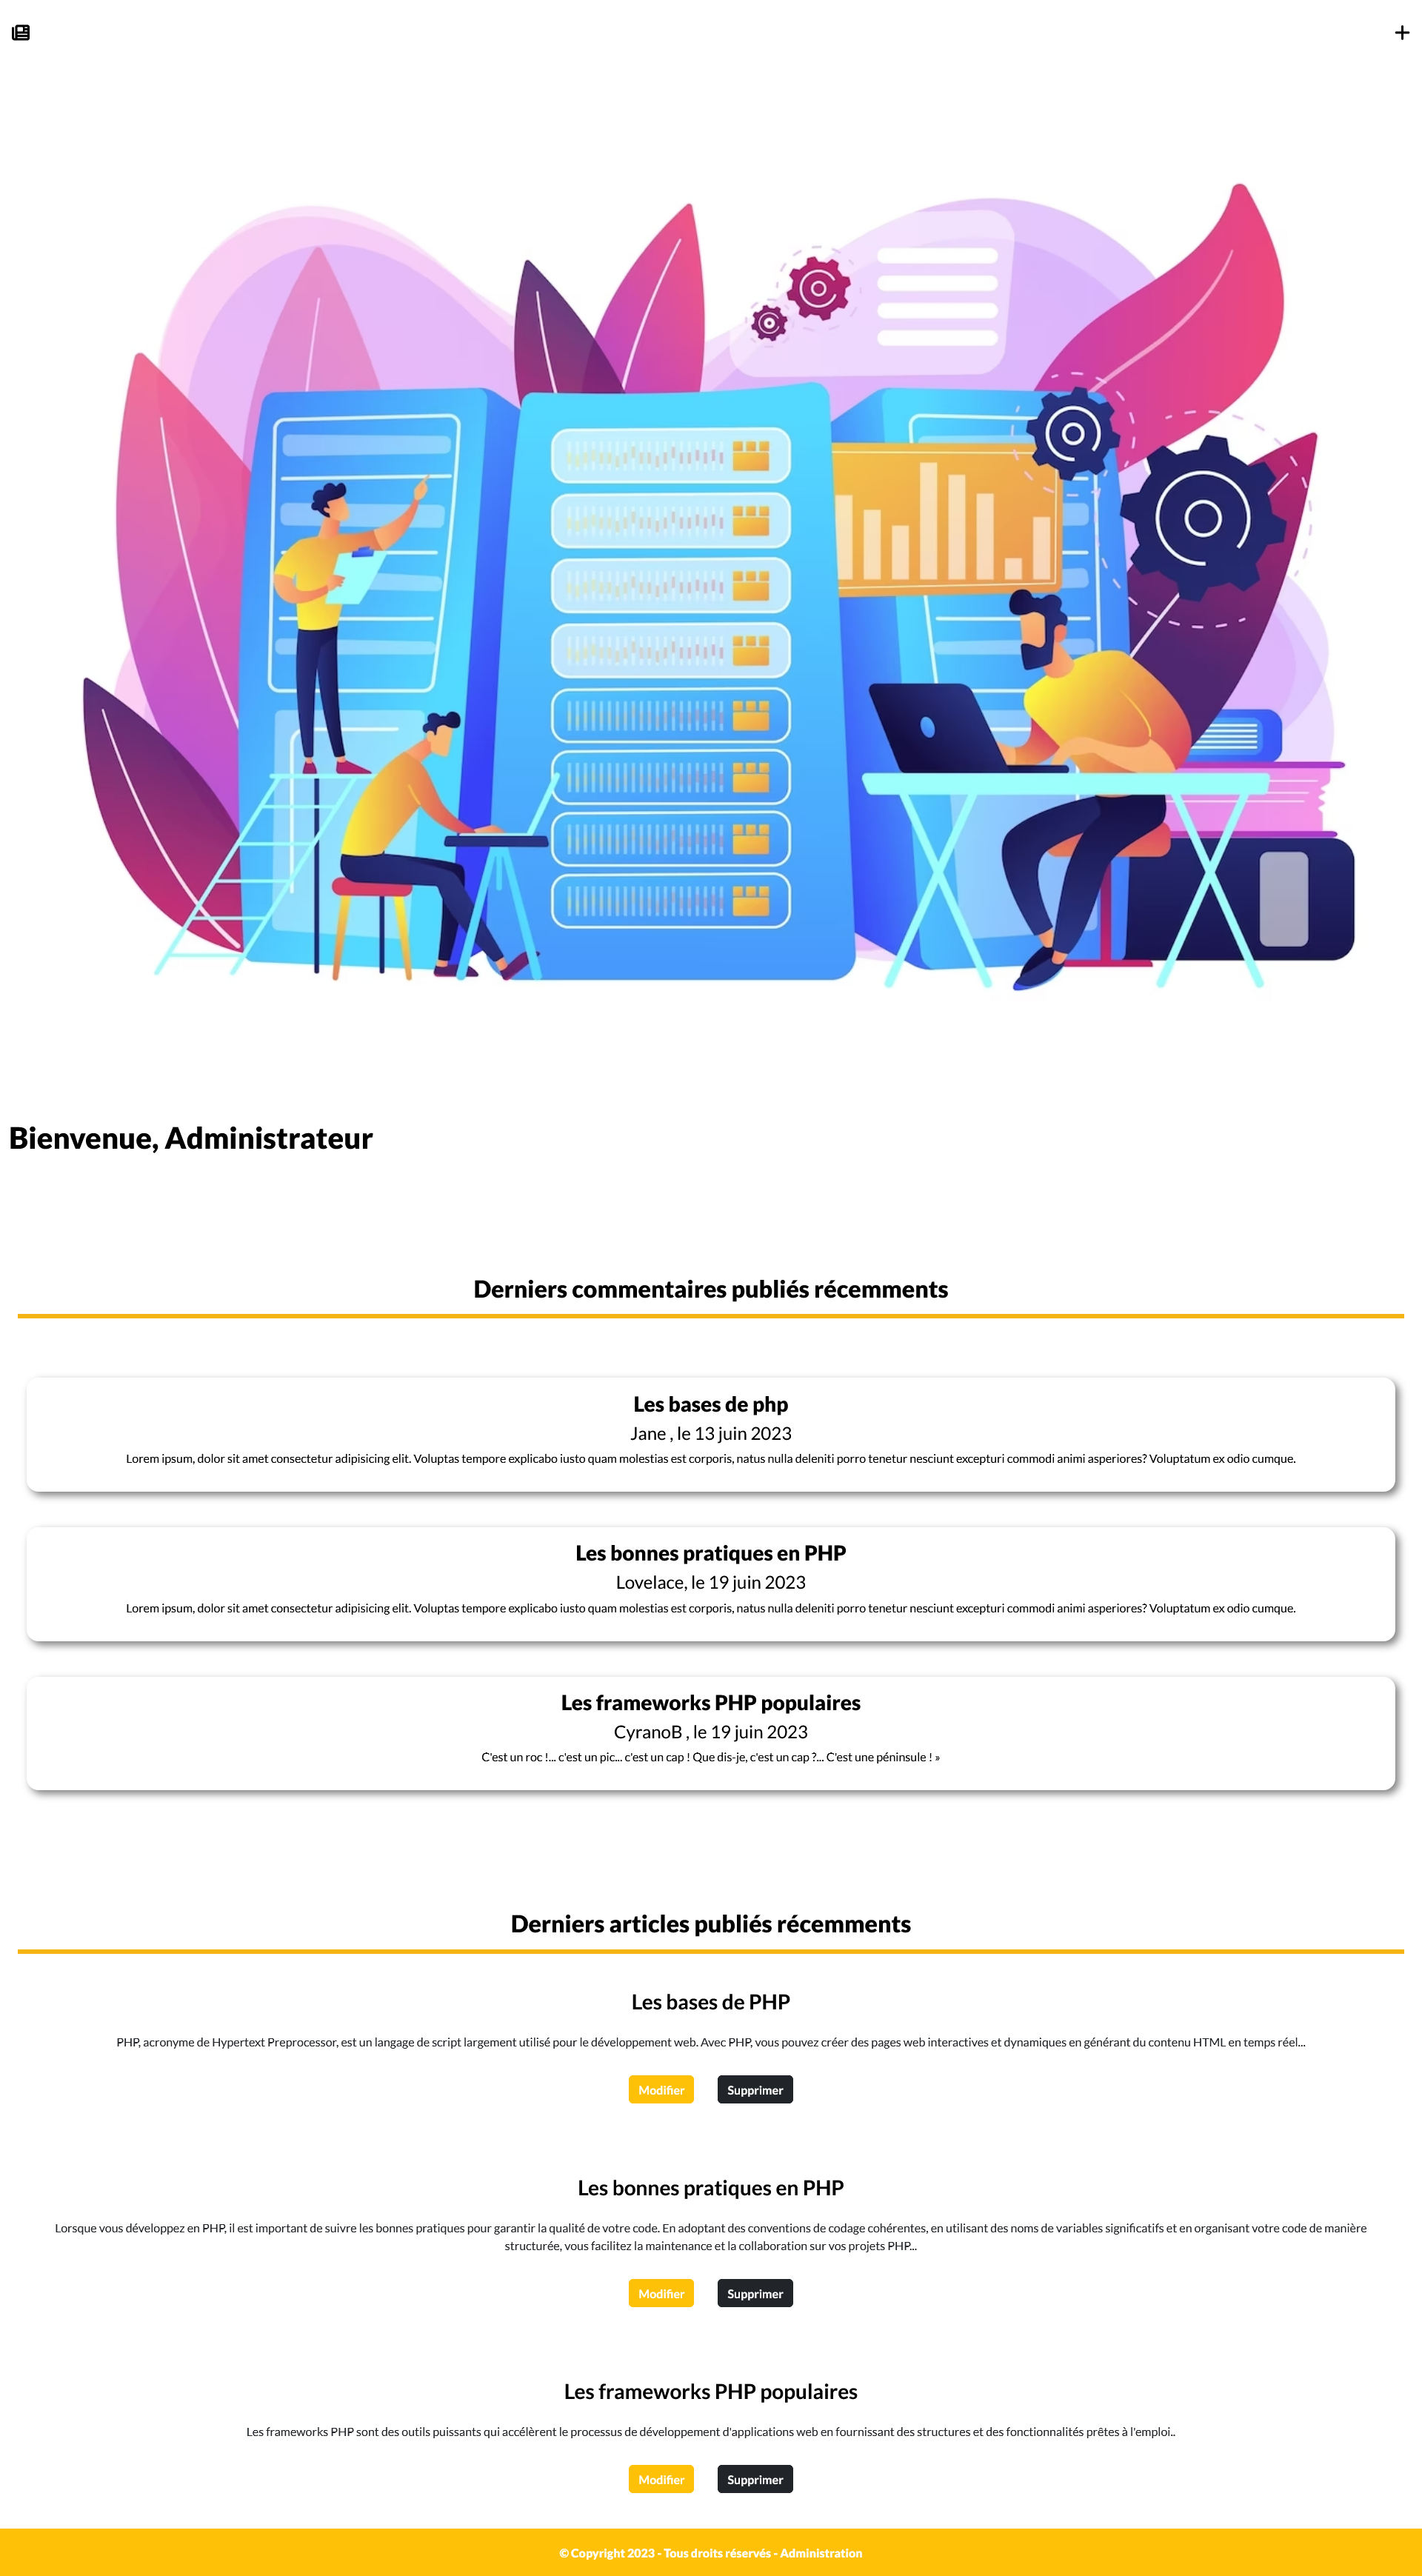 Bienvenue, Administrateur
Derniers commentaires publiés récemments
Les bases de php
Jane , le 13 juin 2023
Lorem ipsum, dolor sit amet consectetur adipisicing elit. Voluptas tempore explicabo iusto quam molestias est corporis, natus nulla deleniti porro tenetur nesciunt excepturi commodi animi asperiores? Voluptatum ex odio cumque.
Les bonnes pratiques en PHP
Lovelace, le 19 juin 2023
Lorem ipsum, dolor sit amet consectetur adipisicing elit. Voluptas tempore explicabo iusto quam molestias est corporis, natus nulla deleniti porro tenetur nesciunt excepturi commodi animi asperiores? Voluptatum ex odio cumque.
Les frameworks PHP populaires
CyranoB , le 19 juin 2023
C'est un roc !... c'est un pic... c'est un cap ! Que dis-je, c'est un cap ?... C'est une péninsule ! »
Derniers articles publiés récemments
Les bases de PHP
PHP, acronyme de Hypertext Preprocessor, est un langage de script largement utilisé pour le développement web. Avec PHP, vous pouvez créer des pages web interactives et dynamiques en générant du contenu HTML en temps réel...
Modifier Supprimer
Les bonnes pratiques en PHP
Lorsque vous développez en PHP, il est important de suivre les bonnes pratiques pour garantir la qualité de votre code. En adoptant des conventions de codage cohérentes, en utilisant des noms de variables significatifs et en organisant votre code de manière
structurée, vous facilitez la maintenance et la collaboration sur vos projets PHP...
Modifier Supprimer
Les frameworks PHP populaires
Les frameworks PHP sont des outils puissants qui accélèrent le processus de développement d'applications web en fournissant des structures et des fonctionnalités prêtes à l'emploi..
Modifier Supprimer
© Copyright 2023 - Tous droits réservés - Administration